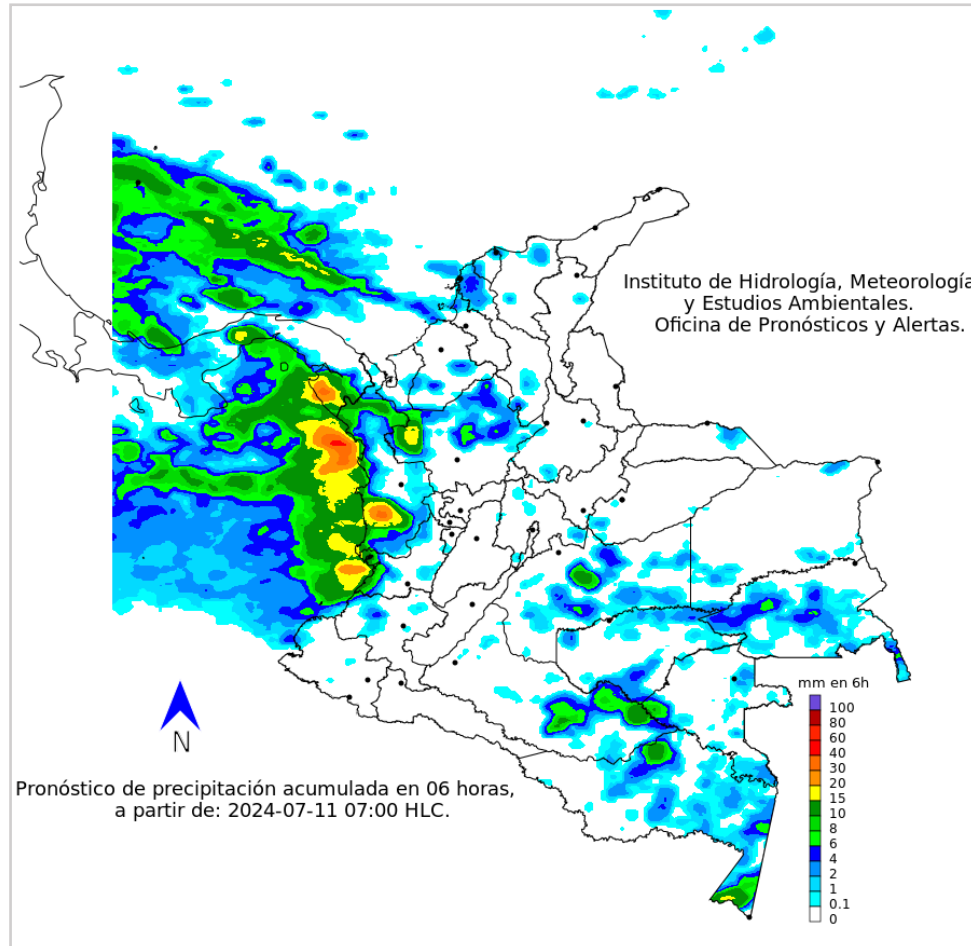 Instituto de Hidrología, Meteorología
y Estudios Ambientales.
Oficina de Pronósticos y Alertas.
mm en 6h
100
80
60
40
30
20
15
10
8
6
4
2
1
0.1
0
N
Pronóstico de precipitación acumulada en 06 horas,
a partir de: 2024-07-11 07:00 HLC.